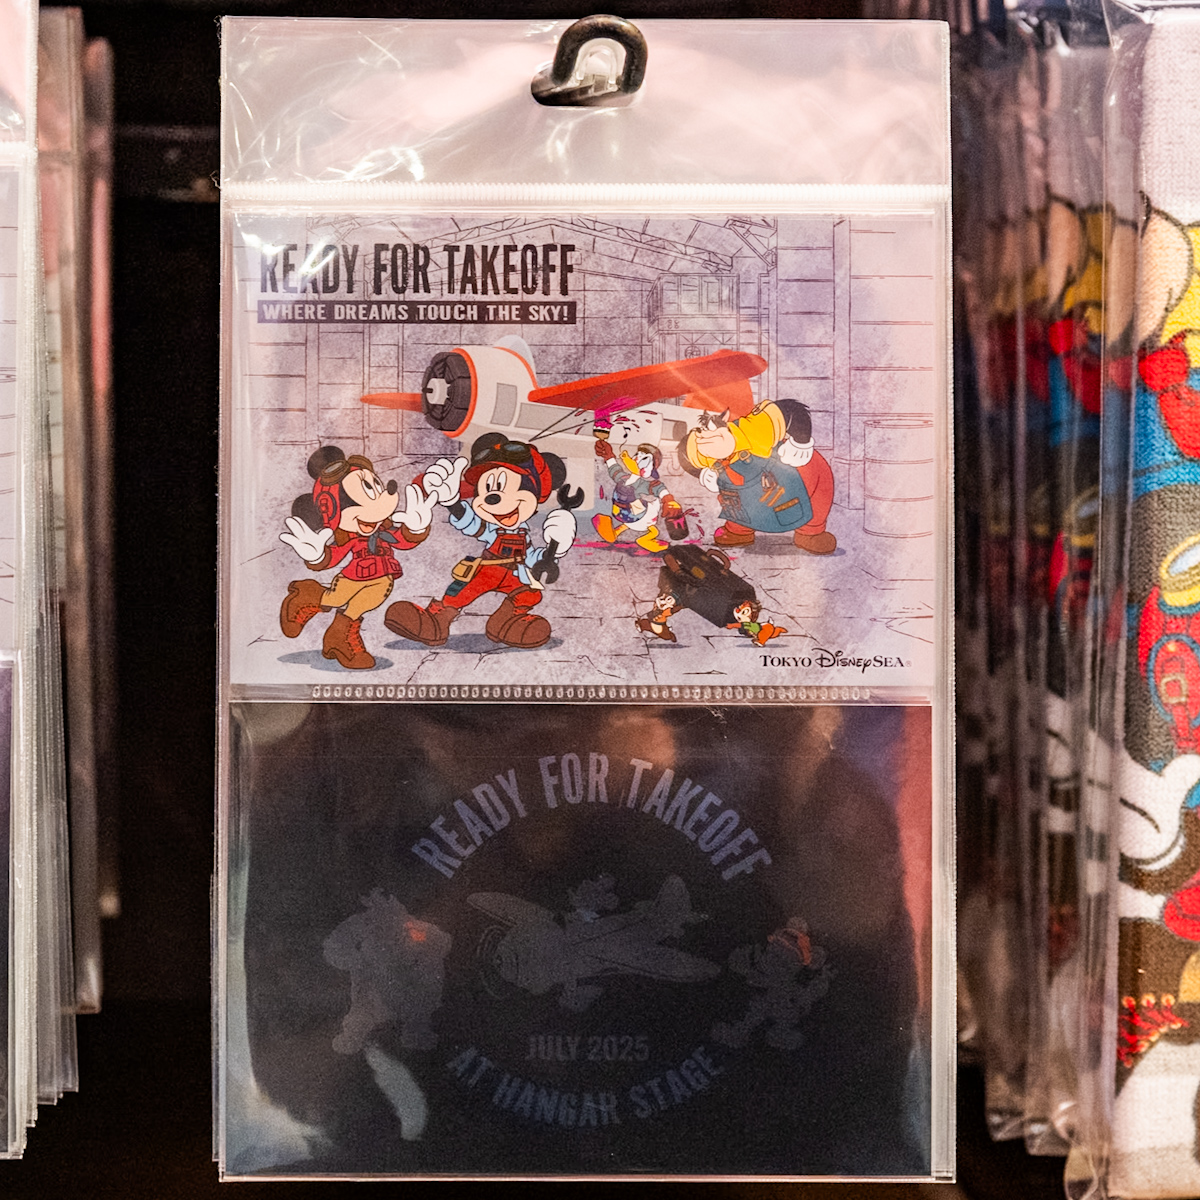 READY FOR TAKEOFF
WHERE DREAMS TOUCH THE SKY!
TOKYO DISNEYSEA®
READY FOR TAKEOFF
JULY 2025
AT HANGAR STAGE